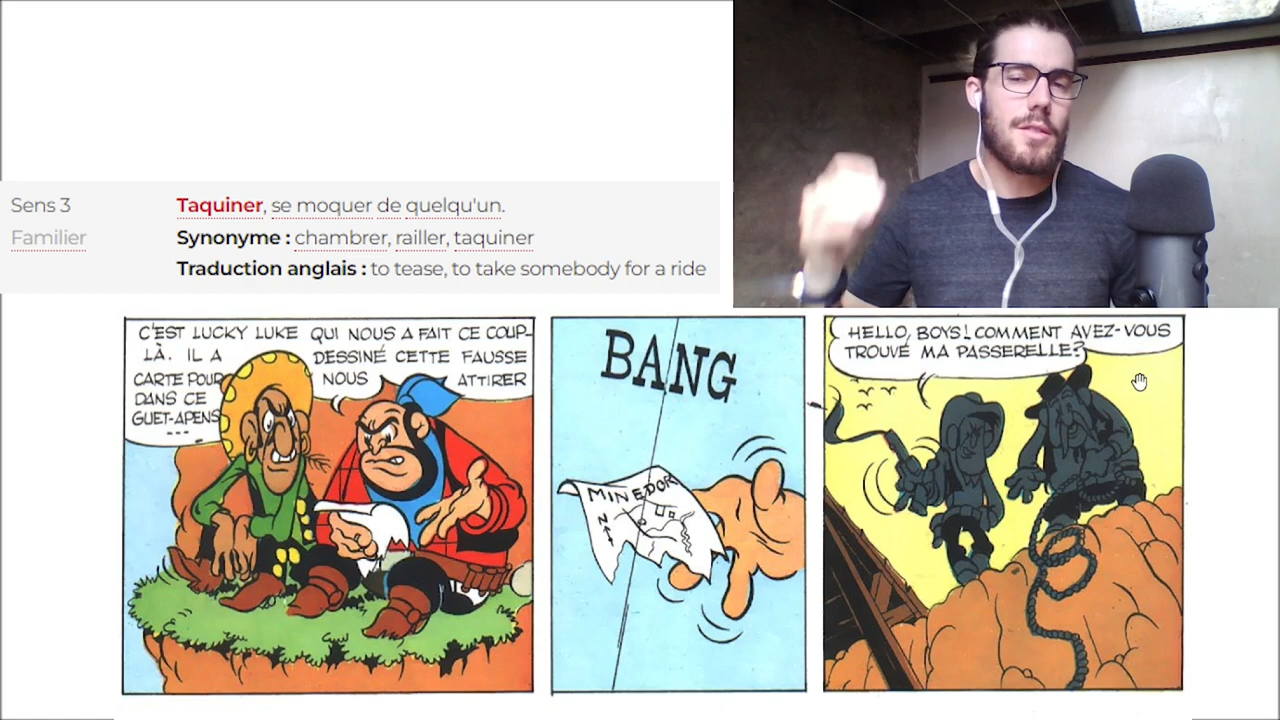 Sens 3
Taquiner, se moquer de quelqu'un.
Familier
Synonyme : chambrer, railler, taquiner
Traduction anglais : to tease, to take somebody for a ride
C'EST LUCKY LUKE QUI NOUS A FAIT CE COUP-
LÀ. IL A DESSINÉ CETTE FAUSSE
CARTE POUR NOUS ATTIRER
DANS CE
GUET-APENS
...
BANG
MINE D'OR
N
HELLO, BOYS! COMMENT AVEZ-VOUS
TROUVÉ MA PASSERELLE?